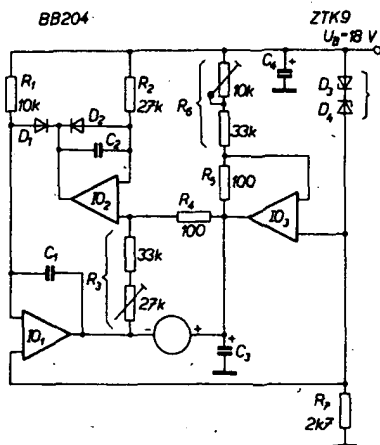 BB204
ZTK9
U_B=18 V
R1
10k
R2
27k
D1
D2
C2
IO2
R6
10k
33k
C4
+
D3
D4
R5
100
R4
100
IO3
C1
R3
33k
27k
IO1
-
+
+
C3
R7
2k7